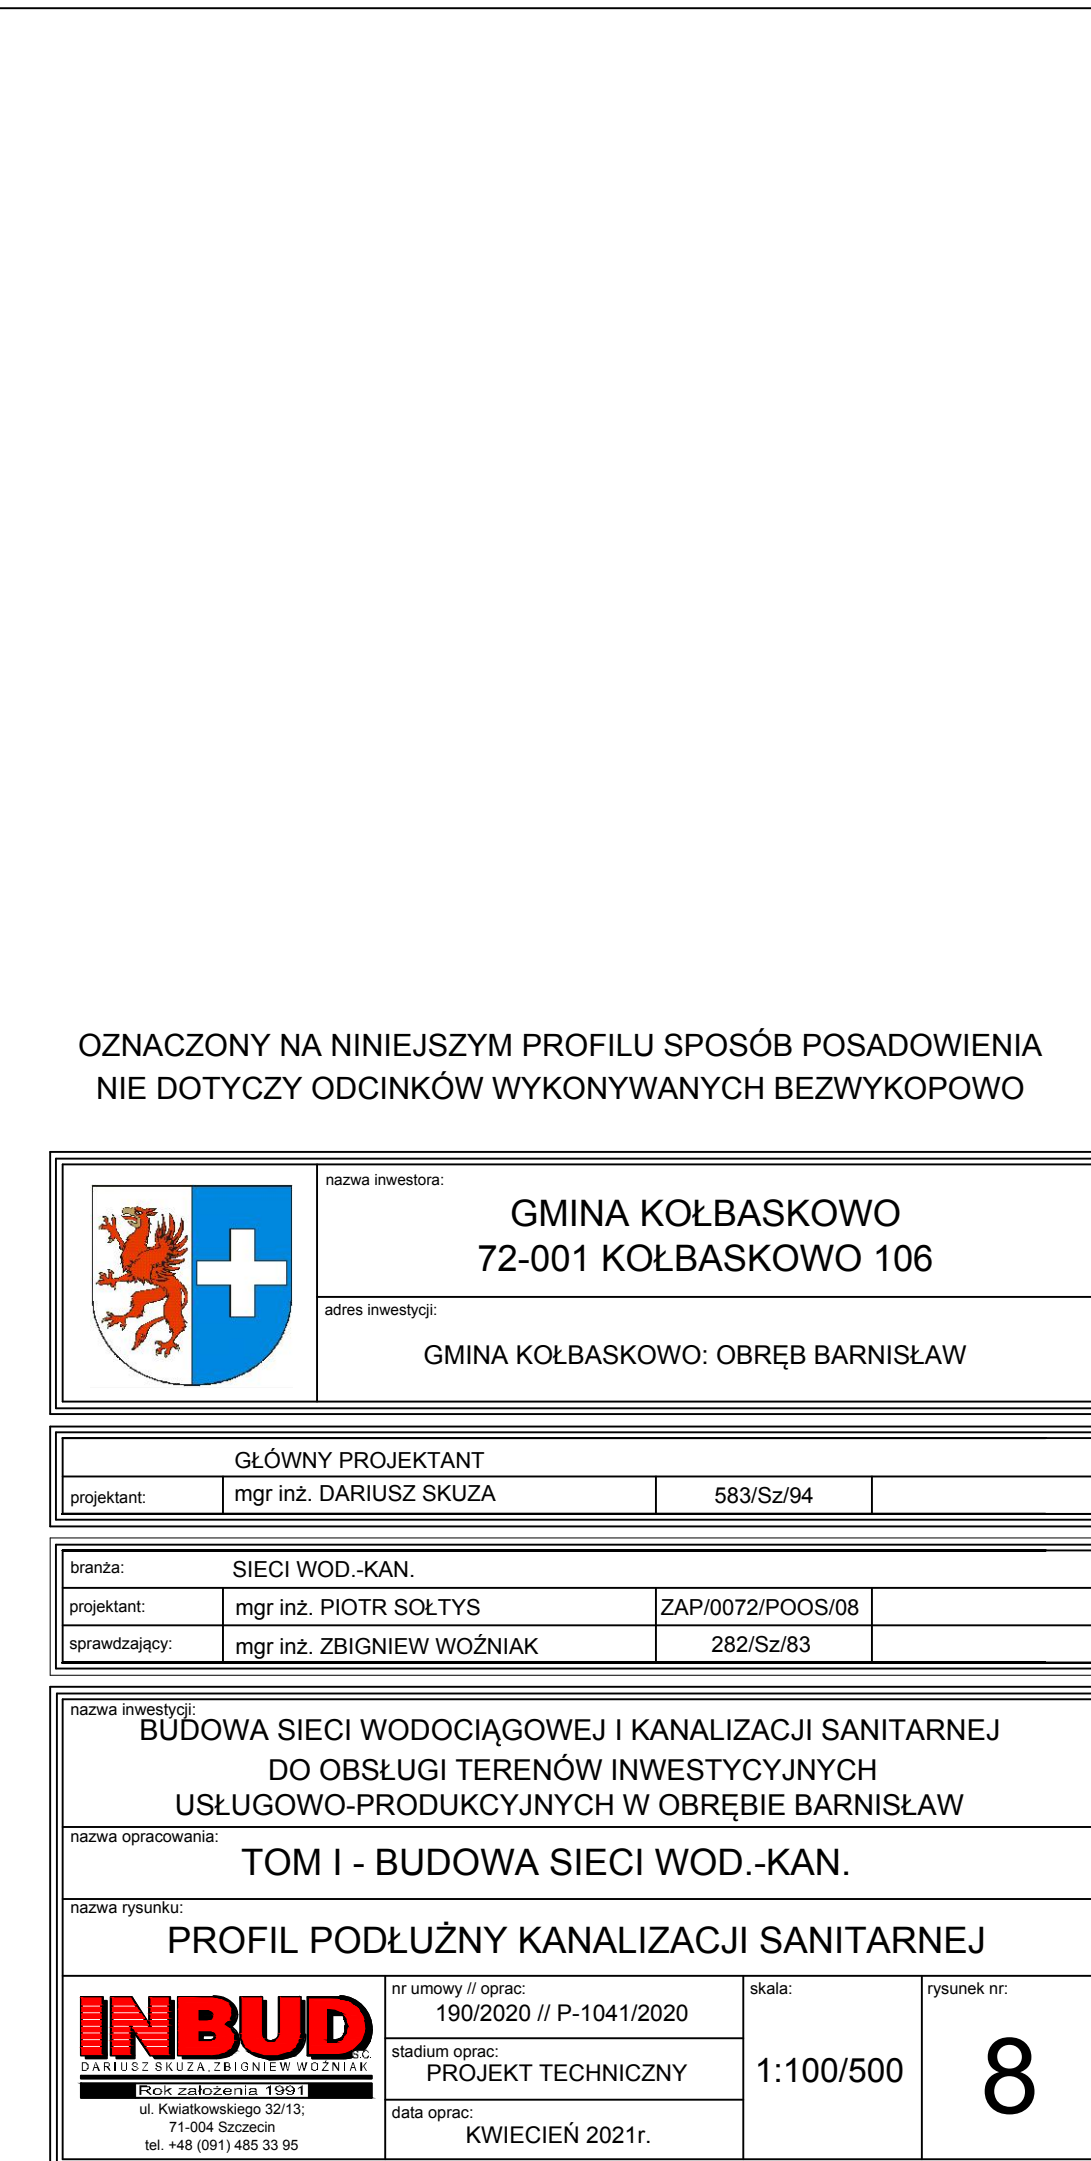 OZNACZONY NA NINIEJSZYM PROFILU SPOSÓB POSADOWIENIA
NIE DOTYCZY ODCINKÓW WYKONYWANYCH BEZWYKOPOWO
nazwa inwestora:
GMINA KOŁBASKOWO
72-001 KOŁBASKOWO 106
adres inwestycji:
GMINA KOŁBASKOWO: OBRĘB BARNISŁAW
GŁÓWNY PROJEKTANT
projektant: mgr inż. DARIUSZ SKUZA 583/Sz/94
branża: SIECI WOD.-KAN.
projektant: mgr inż. PIOTR SOŁTYS ZAP/0072/POOS/08
sprawdzający: mgr inż. ZBIGNIEW WOŹNIAK 282/Sz/83
nazwa inwestycji:
BUDOWA SIECI WODOCIĄGOWEJ I KANALIZACJI SANITARNEJ
DO OBSŁUGI TERENÓW INWESTYCYJNYCH
USŁUGOWO-PRODUKCYJNYCH W OBRĘBIE BARNISŁAW
nazwa opracowania:
TOM I - BUDOWA SIECI WOD.-KAN.
nazwa rysunku:
PROFIL PODŁUŻNY KANALIZACJI SANITARNEJ
INBUD
S.C.
DARIUSZ SKUZA, ZBIGNIEW WOŹNIAK
Rok założenia 1991
ul. Kwiatkowskiego 32/13;
71-004 Szczecin
tel. +48 (091) 485 33 95
nr umowy // oprac:
190/2020 // P-1041/2020
stadium oprac:
PROJEKT TECHNICZNY
data oprac:
KWIECIEŃ 2021r.
skala:
1:100/500
rysunek nr:
8